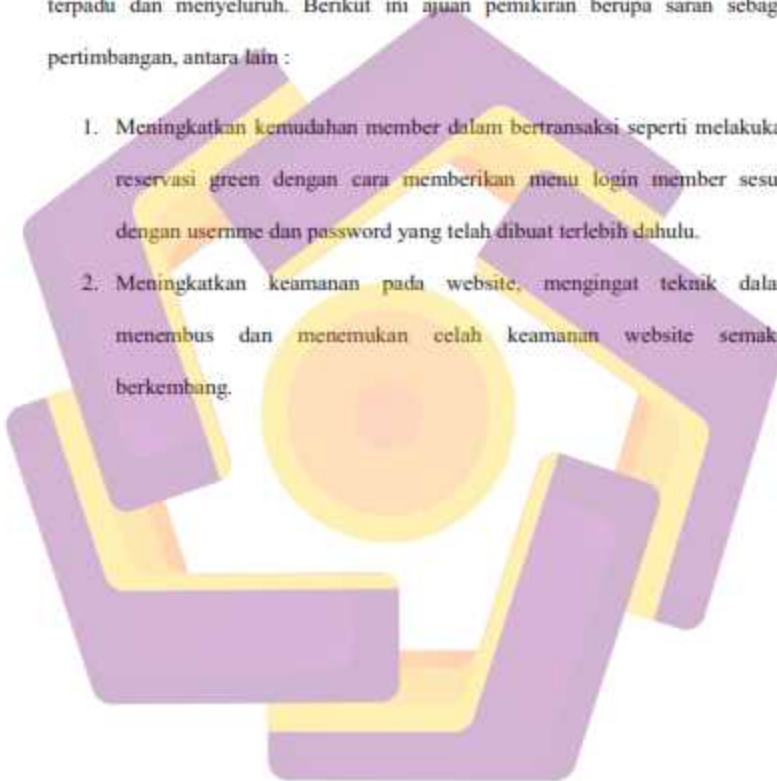 terpadu dan menyeluruh. Berikut ini ajuan pemikiran berupa saran sebag
pertimbangan, antara lain :
1. Meningkatkan kemudahan member dalam bertransaksi seperti melakuka
reservasi green dengan cara memberikan menu login member sesu
dengan usernme dan password yang telah dibuat terlebih dahulu.
2. Meningkatkan keamanan pada website, mengingat teknik dala
menembus dan menemukan celah keamanan website semak
berkembang.